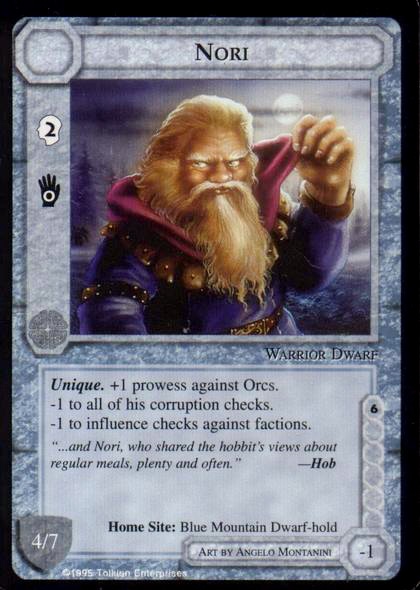 NORI
2
0
WARRIOR DWARF
Unique. +1 prowess against Orcs.
-1 to all of his corruption checks.
-1 to influence checks against factions.
6
“...and Nori, who shared the hobbit's views about
regular meals, plenty and often.” —Hob
Home Site: Blue Mountain Dwarf-hold
4/7
ART BY ANGELO MONTANINI
-1
©1995 Tolkien Enterprises